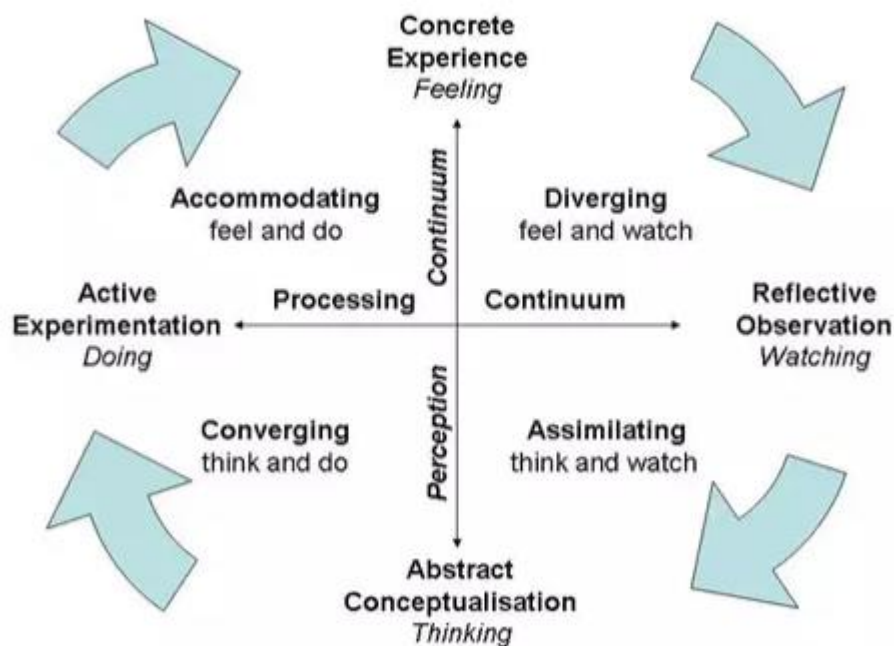 Concrete
Experience
Feeling
Accommodating
feel and do
Continuum
Diverging
feel and watch
Active
Experimentation
Doing
Processing
Continuum
Reflective
Observation
Watching
Converging
think and do
Perception
Assimilating
think and watch
Abstract
Conceptualisation
Thinking